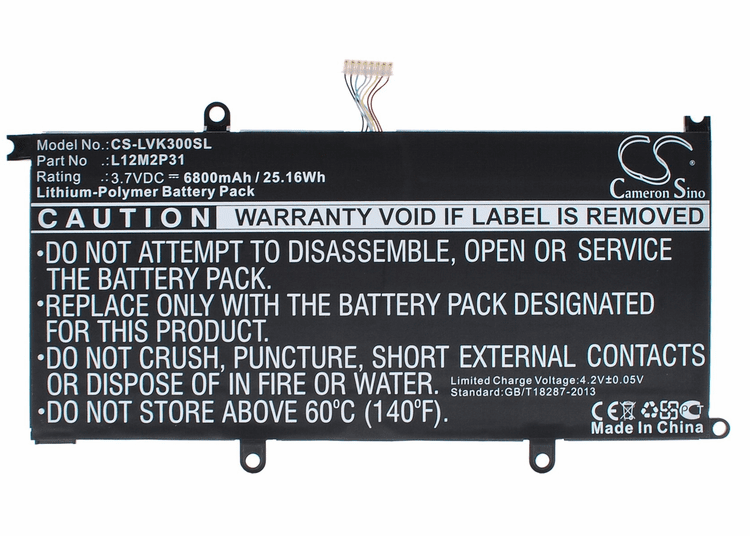 Model No.:CS-LVK300SL
Part No :L12M2P31
Rating :3.7VDC⎓6800mAh / 25.16Wh
Lithium-Polymer Battery Pack
CS
Cameron Sino
CAUTION WARRANTY VOID IF LABEL IS REMOVED
•DO NOT ATTEMPT TO DISASSEMBLE, OPEN OR SERVICE
THE BATTERY PACK.
•REPLACE ONLY WITH THE BATTERY PACK DESIGNATED
FOR THIS PRODUCT.
•DO NOT CRUSH, PUNCTURE, SHORT EXTERNAL CONTACTS
OR DISPOSE OF IN FIRE OR WATER.
•DO NOT STORE ABOVE 60ºC (140ºF).
Limited Charge Voltage:4.2V±0.05V
Standard:GB/T18287-2013
CE
Made In China